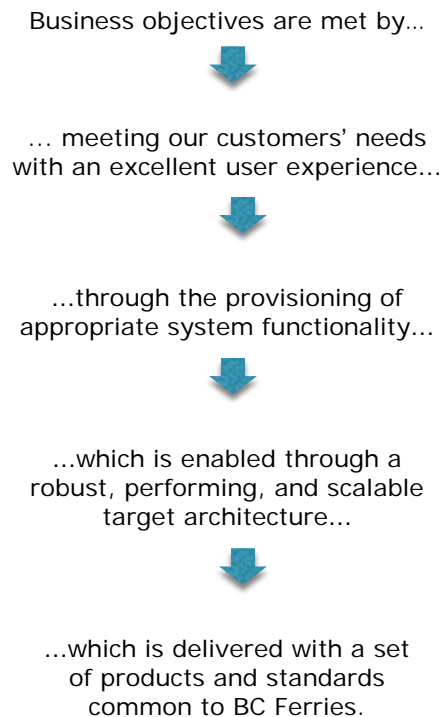 Business objectives are met by...
... meeting our customers’ needs
with an excellent user experience...
...through the provisioning of
appropriate system functionality...
...which is enabled through a
robust, performing, and scalable
target architecture...
...which is delivered with a set
of products and standards
common to BC Ferries.